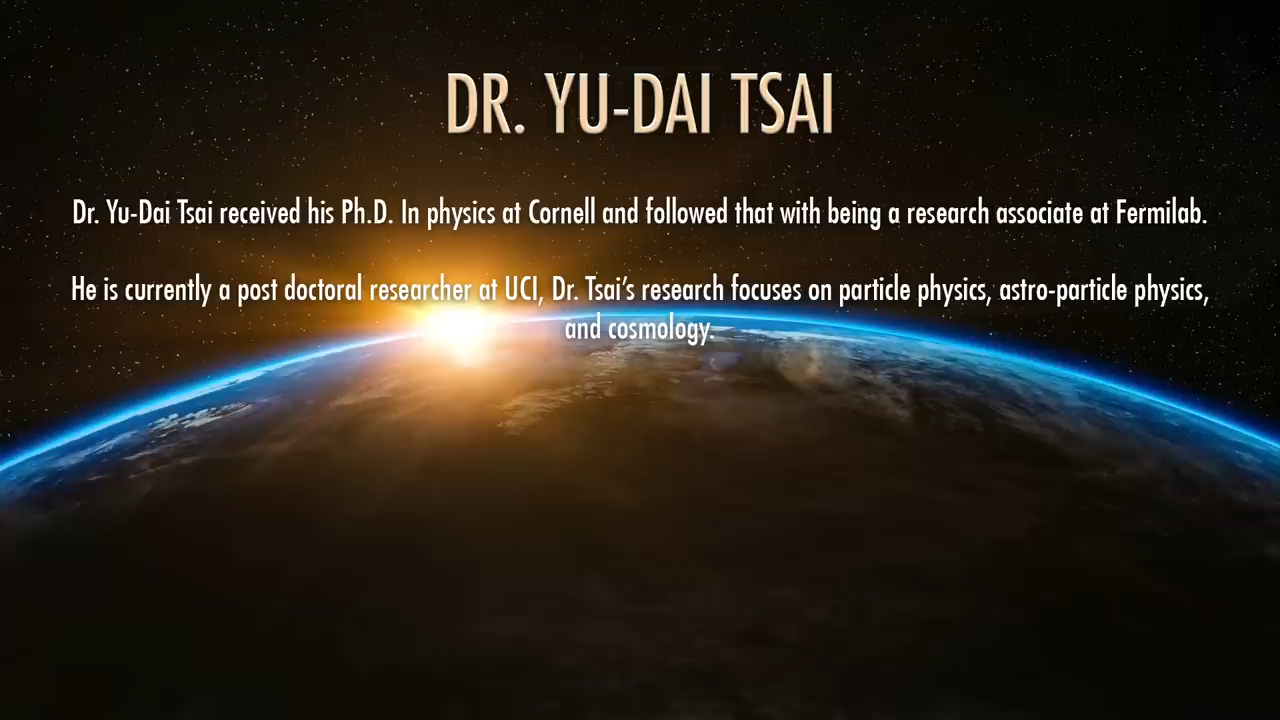 DR. YU-DAI TSAI
Dr. Yu-Dai Tsai received his Ph.D. In physics at Cornell and followed that with being a research associate at Fermilab.
He is currently a post doctoral researcher at UCI, Dr. Tsai’s research focuses on particle physics, astro-particle physics,
and cosmology.